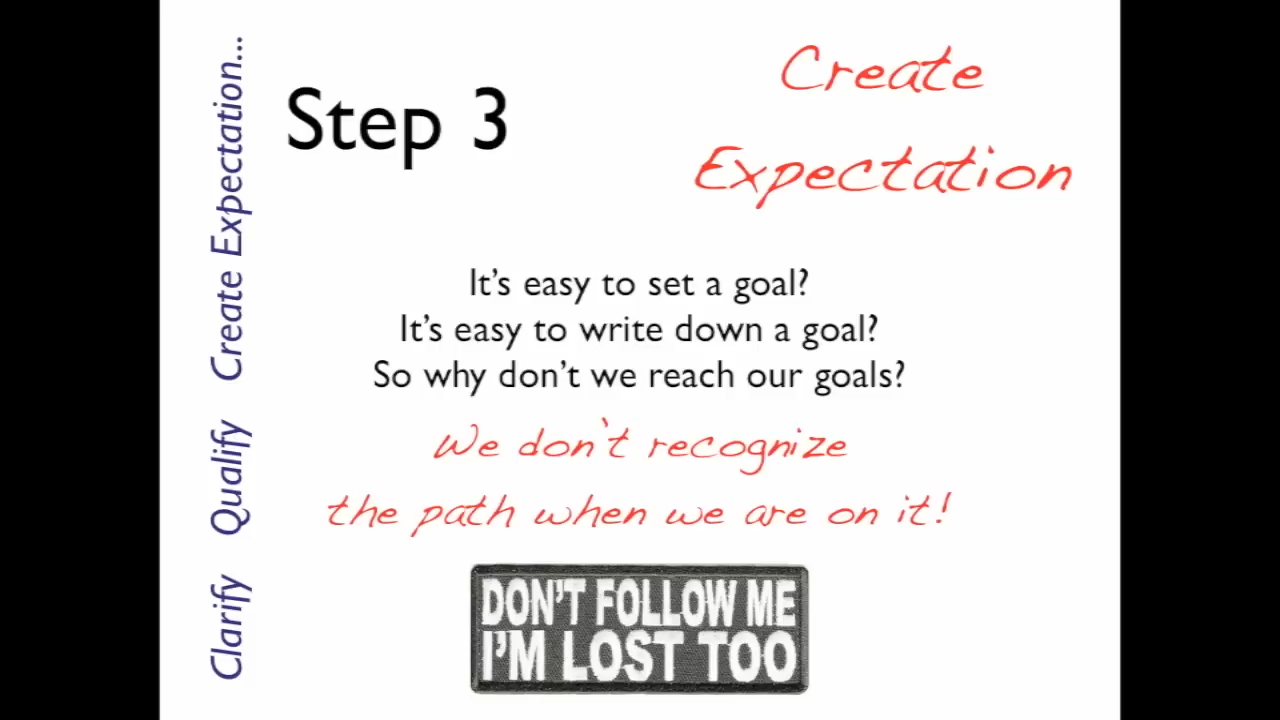 Step 3
Create
Expectation
It's easy to set a goal?
It's easy to write down a goal?
So why don't we reach our goals?
We don't recognize
the path when we are on it!
DON'T FOLLOW ME
I'M LOST TOO
Clarify Qualify Create Expectation...